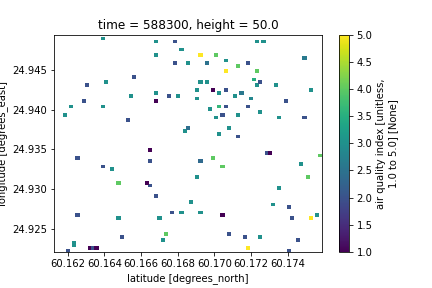 time = 588300, height = 50.0
24.945
24.940
24.935
24.930
24.925
longitude [degrees_east]
60.162 60.164 60.166 60.168 60.170 60.172 60.174
latitude [degrees_north]
5.0
4.5
4.0
3.5
3.0
2.5
2.0
1.5
1.0
air quality index [unitless,
1.0 to 5.0] [None]